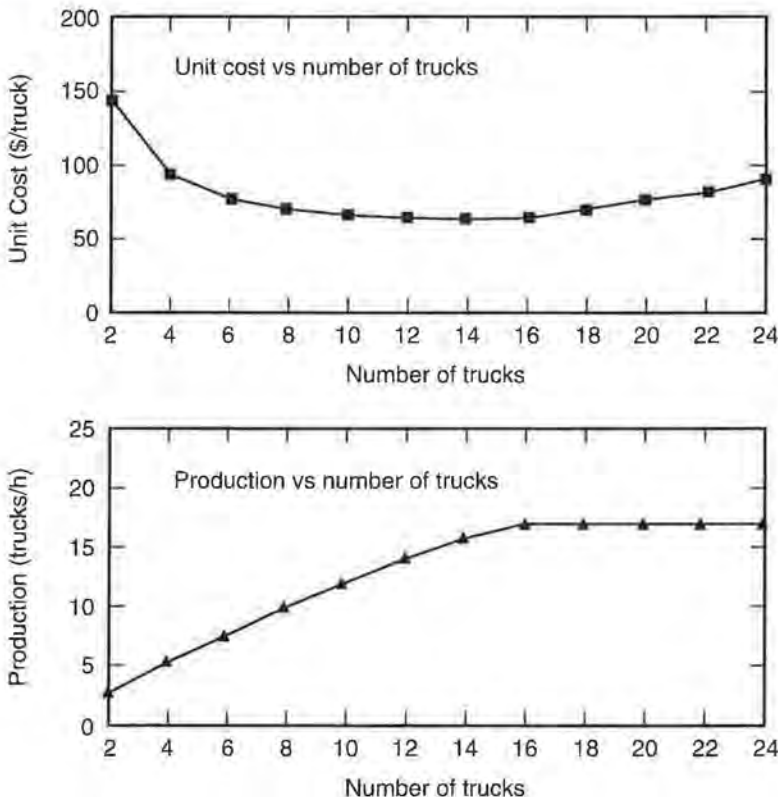 200
Unit cost vs number of trucks
150
100
50
0
Unit Cost ($/truck)
2 4 6 8 10 12 14 16 18 20 22 24
Number of trucks
25
Production vs number of trucks
20
15
10
5
0
Production (trucks/h)
2 4 6 8 10 12 14 16 18 20 22 24
Number of trucks